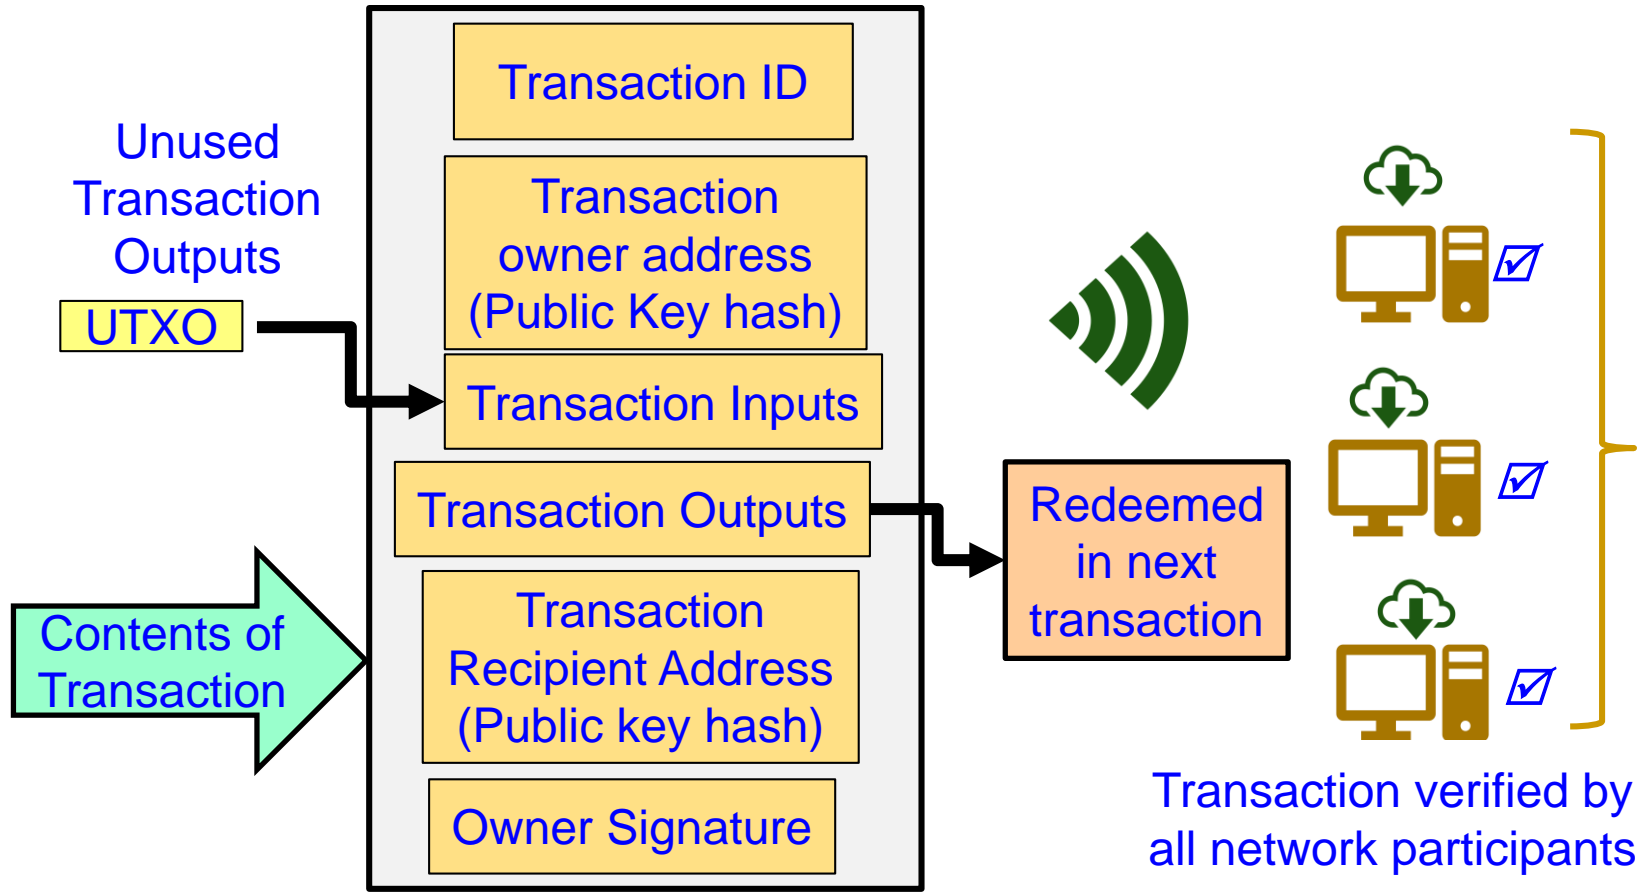 Unused
Transaction
Outputs
UTXO
Contents of
Transaction
Transaction ID
Transaction
owner address
(Public Key hash)
Transaction Inputs
Transaction Outputs
Transaction
Recipient Address
(Public key hash)
Owner Signature
Redeemed
in next
transaction
Transaction verified by
all network participants